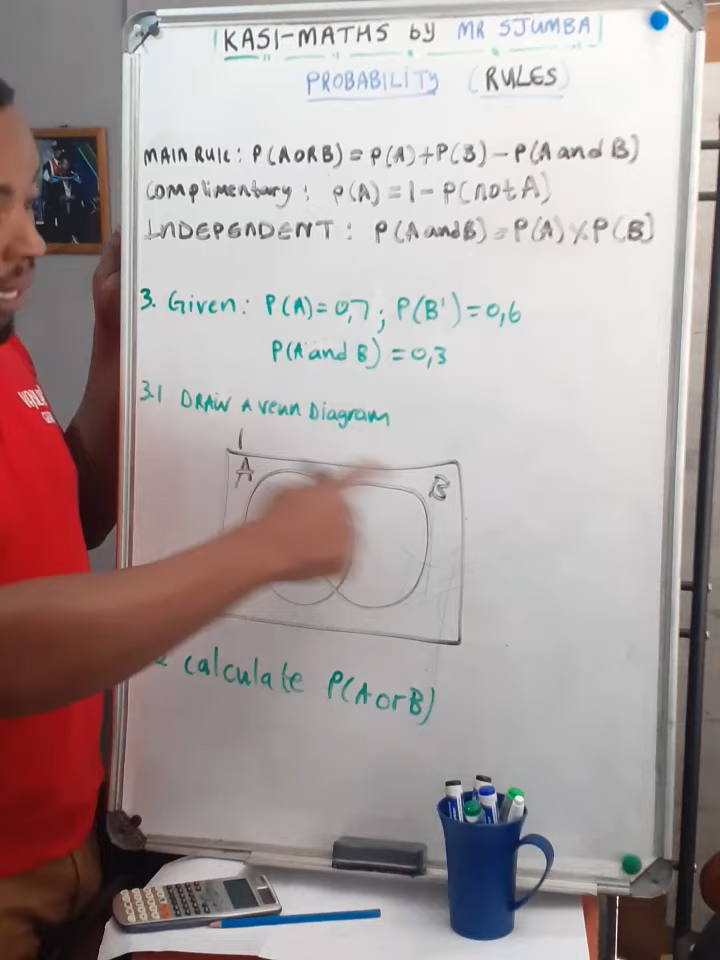 KASI-MATHS by MR SJUMBA
PROBABILITY (RULES)
MAIN RULE: P(A OR B) = P(A)+P(B) - P(A and B)
COMPLIMENTARY: P(A) = 1 - P(not A)
INDEPENDENT: P(A and B) = P(A) X P(B)
3. Given: P(A) = 0,7 ; P(B') = 0,6
P(A and B) = 0,3
3.1 DRAW A Venn Diagram
1
A
B
calculate P(A or B)